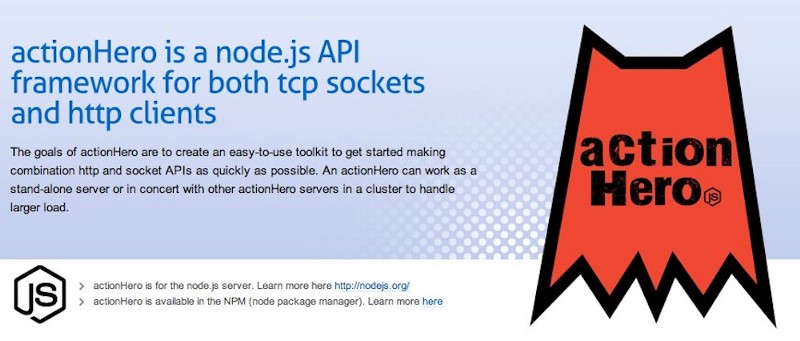 actionHero is a node.js API
framework for both tcp sockets
and http clients
The goals of actionHero are to create an easy-to-use toolkit to get started making
combination http and socket APIs as quickly as possible. An actionHero can work as a
stand-alone server or in concert with other actionHero servers in a cluster to handle
larger load.
action
Hero JS
JS
actionHero is for the node.js server. Learn more here http://nodejs.org/
actionHero is available in the NPM (node package manager). Learn more here